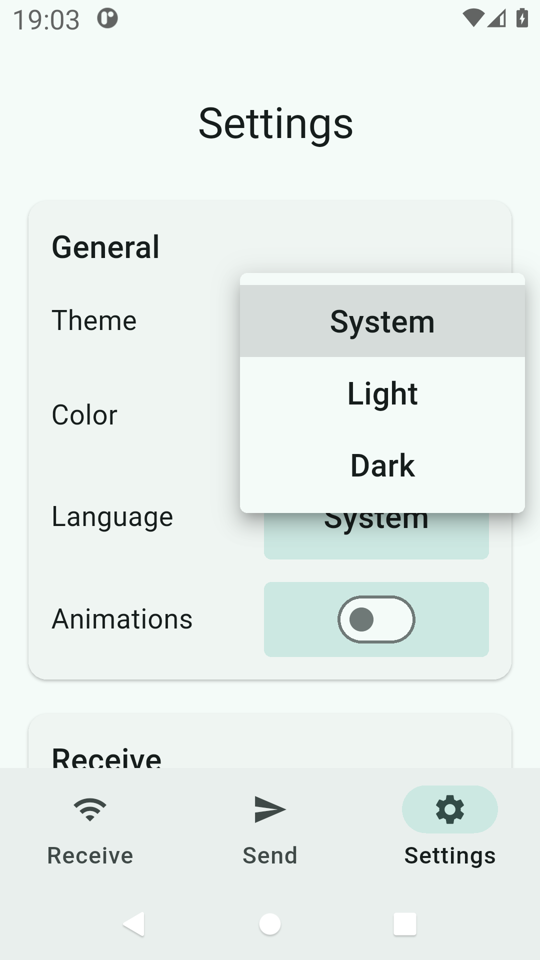 19:03
Settings
General
Theme
System
Light
Color
Dark
Language
System
Animations
Receive
Receive
Send
Settings